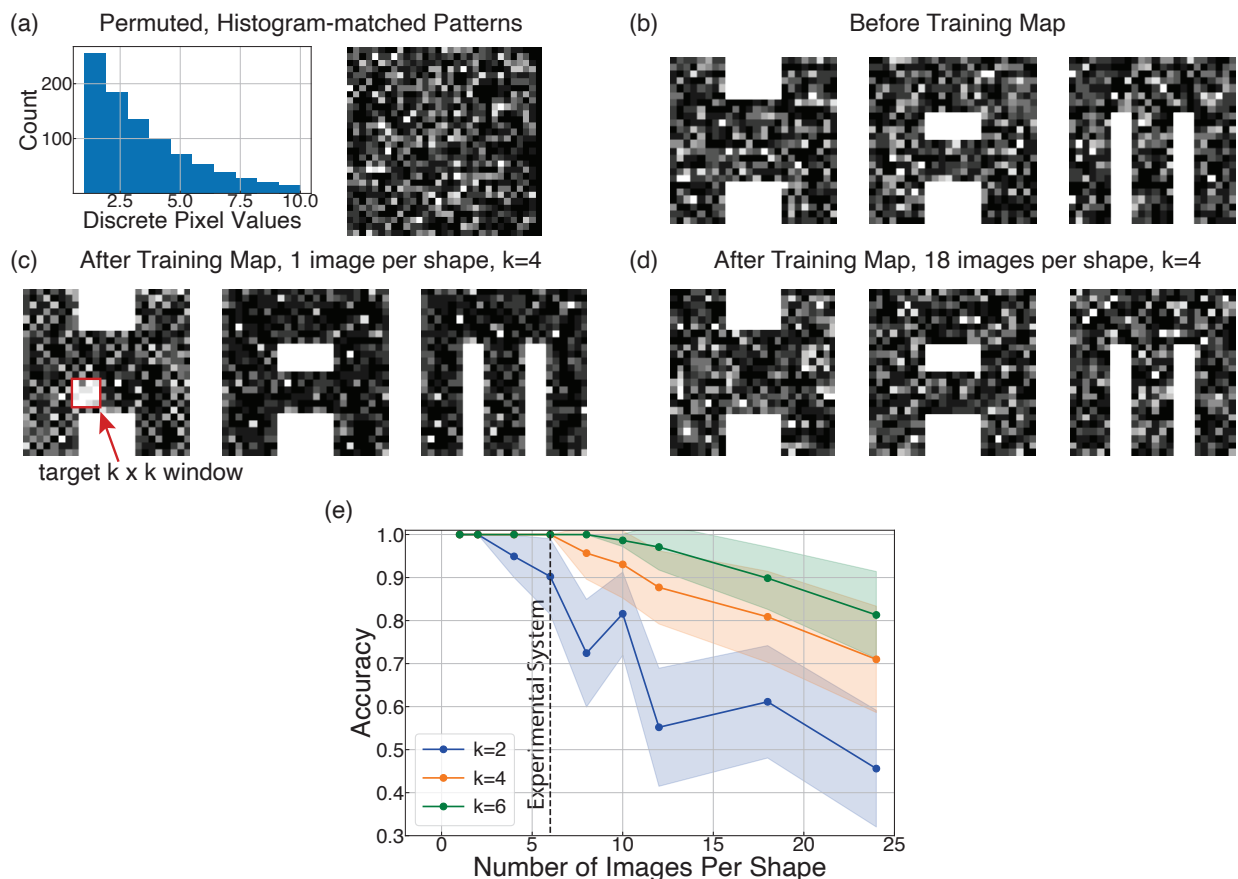 (a) Permuted, Histogram-matched Patterns
200
100
Count
2.5 5.0 7.5 10.0
Discrete Pixel Values
(b) Before Training Map
(c) After Training Map, 1 image per shape, k=4
target k x k window
(d) After Training Map, 18 images per shape, k=4
(e)
1.0
0.9
0.8
0.7
0.6
0.5
0.4
0.3
Accuracy
Experimental System
k=2
k=4
k=6
0 5 10 15 20 25
Number of Images Per Shape